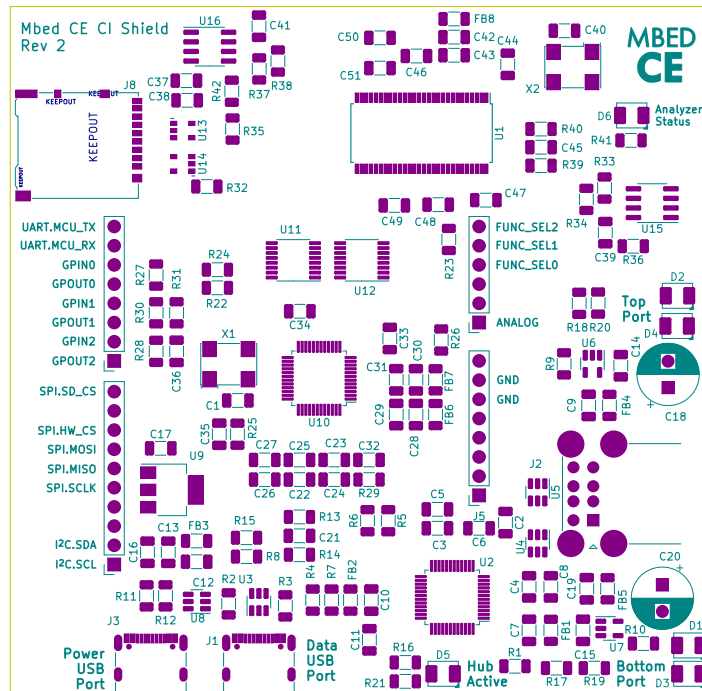 Mbed CE CI Shield
Rev 2
U16
C41
FB8
C42
C43
C50
C51
C46
C44
C40
X2
MBED
CE
J8
KEEPOUT
KEEPOUT
KEEPOUT
KEEPOUT
C37
C38
R42
R37
R38
R35
U13
U14
R32
U1
D6
Analyzer
Status
R40
C45
R39
R41
R33
R34
U15
C39
R36
C47
C49
C48
R23
UART.MCU_TX
UART.MCU_RX
GPIN0
GPOUT0
GPIN1
GPOUT1
GPIN2
GPOUT2
R27
R31
R30
R28
C36
R24
R22
U11
U12
C34
X1
C1
U10
C33
R26
C31
C30
FB7
C29
C28
FB6
FUNC_SEL2
FUNC_SEL1
FUNC_SEL0
ANALOG
GND
GND
D2
Top
Port
D4
R18
R20
U6
R9
C14
C9
FB4
C18
SPI.SD_CS
SPI.HW_CS
SPI.MOSI
SPI.MISO
SPI.SCLK
I2C.SDA
I2C.SCL
C17
U9
C35
R25
C27
C25
C23
C32
C26
C22
C24
R29
R13
C21
R14
R15
R8
FB3
C13
C16
R6
R5
C5
C3
J5
C6
C2
J2
U5
U4
U2
C20
C4
C8
C19
FB5
C7
FB1
U7
R10
D1
R11
R12
C12
U8
R2
U3
R3
R4
R7
FB2
C10
C11
J3
Power
USB
Port
J1
Data
USB
Port
R16
R21
D5
Hub
Active
R1
R17
C15
R19
Bottom
Port
D3